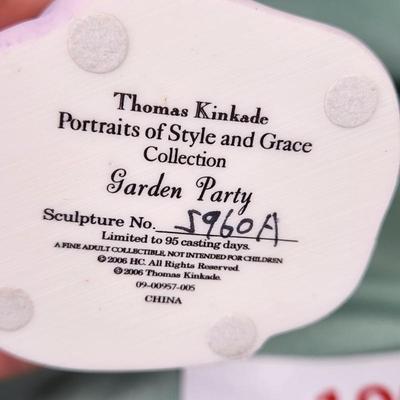 Thomas Kinkade
Portraits of Style and Grace
Collection
Garden Party
Sculpture No. 5960A
Limited to 95 casting days.
A FINE ADULT COLLECTIBLE, NOT INTENDED FOR CHILDREN
© 2006 HC. All Rights Reserved.
© 2006 Thomas Kinkade.
09-00957-005
CHINA